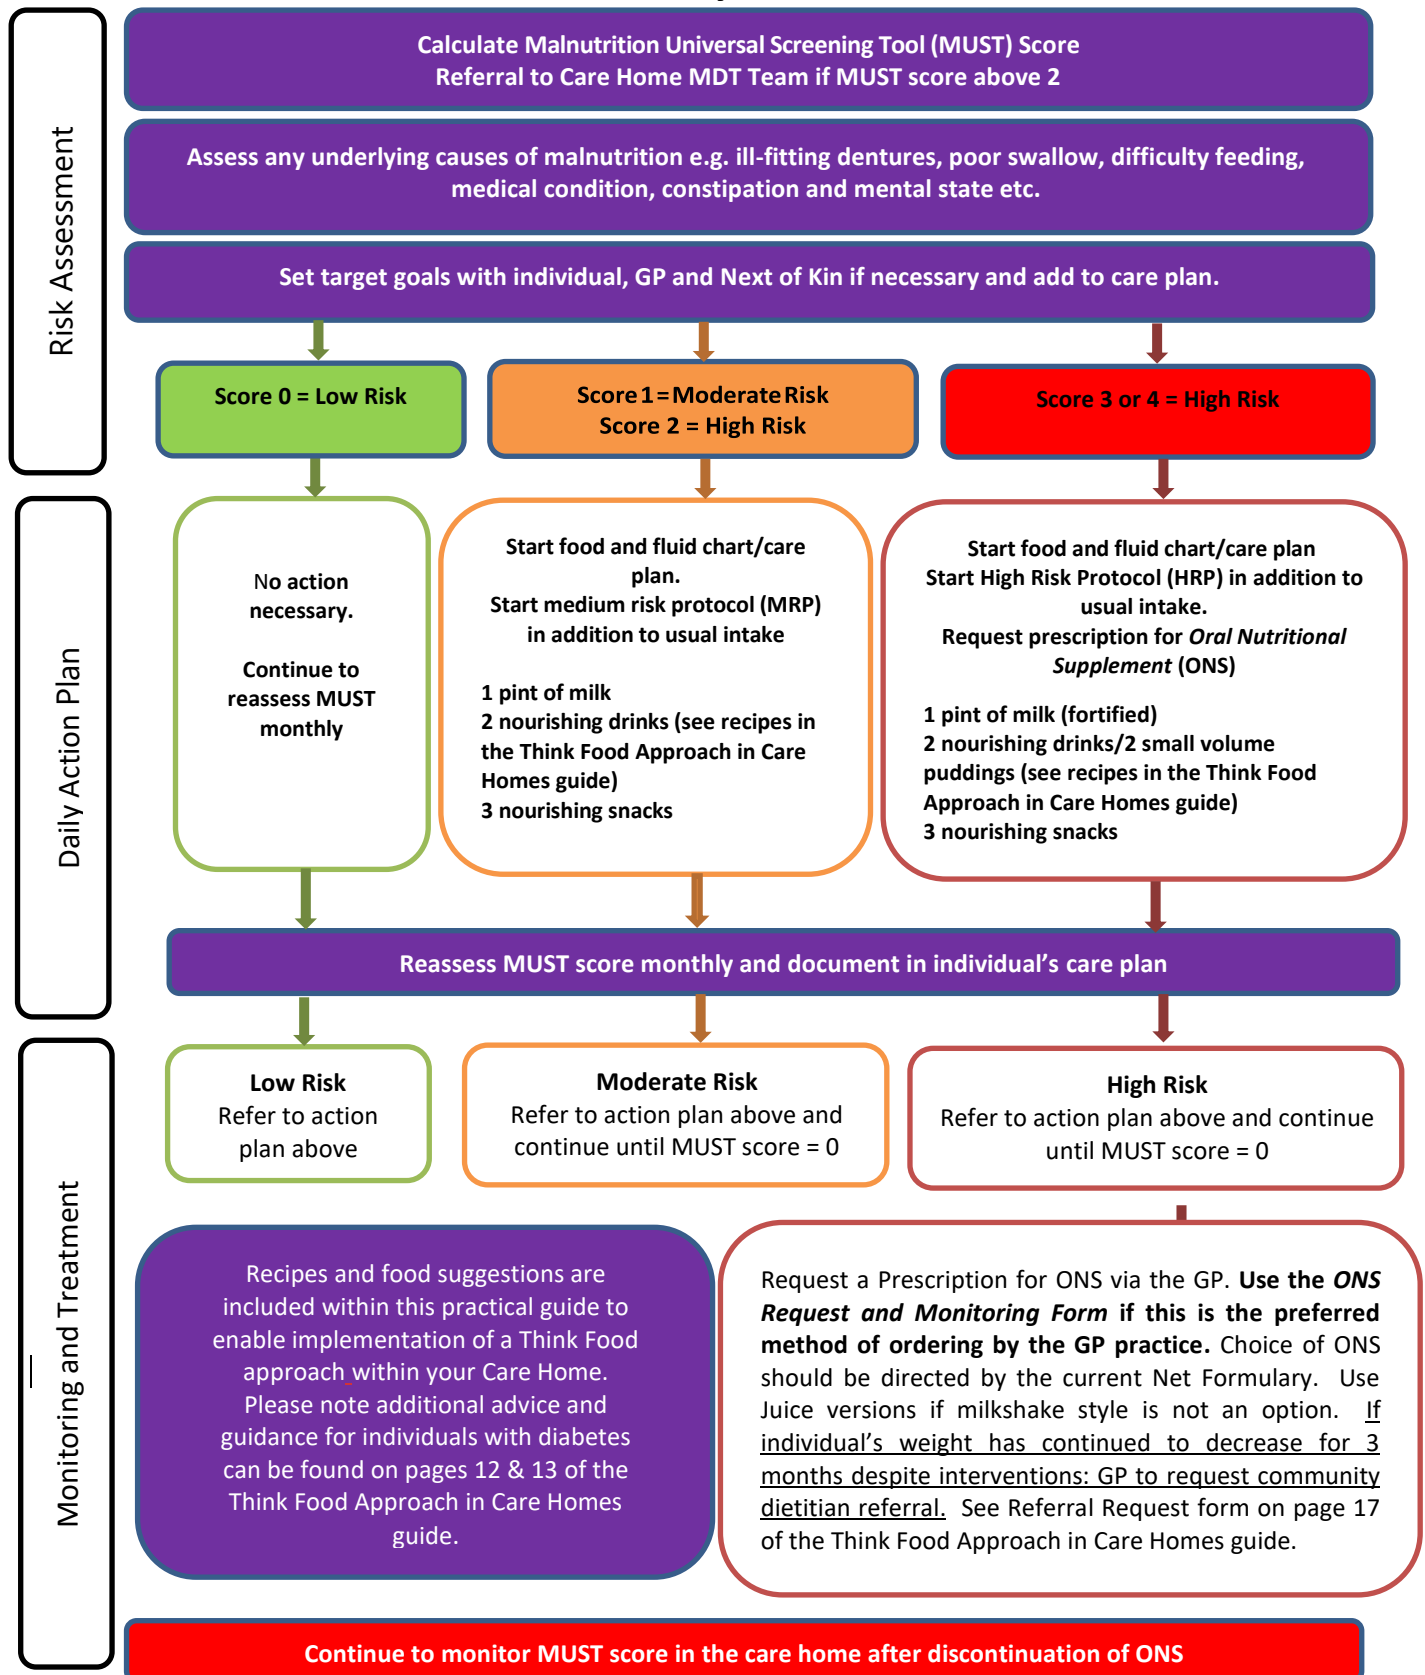 Calculate Malnutrition Universal Screening Tool (MUST) Score
Referral to Care Home MDT Team if MUST score above 2
Risk Assessment
Assess any underlying causes of malnutrition e.g. ill-fitting dentures, poor swallow, difficulty feeding,
medical condition, constipation and mental state etc.
Set target goals with individual, GP and Next of Kin if necessary and add to care plan.
Score 0 = Low Risk
Score 1 = Moderate Risk
Score 2 = High Risk
Score 3 or 4 = High Risk
Daily Action Plan
No action
necessary.
Continue to
reassess MUST
monthly
Start food and fluid chart/care
plan.
Start medium risk protocol (MRP)
in addition to usual intake
1 pint of milk
2 nourishing drinks (see recipes in
the Think Food Approach in Care
Homes guide)
3 nourishing snacks
Start food and fluid chart/care plan
Start High Risk Protocol (HRP) in addition to
usual intake.
Request prescription for Oral Nutritional
Supplement (ONS)
1 pint of milk (fortified)
2 nourishing drinks/2 small volume
puddings (see recipes in the Think Food
Approach in Care Homes guide)
3 nourishing snacks
Reassess MUST score monthly and document in individual’s care plan
Monitoring and Treatment
Low Risk
Refer to action
plan above
Moderate Risk
Refer to action plan above and
continue until MUST score = 0
High Risk
Refer to action plan above and continue
until MUST score = 0
Recipes and food suggestions are
included within this practical guide to
enable implementation of a Think Food
approach within your Care Home.
Please note additional advice and
guidance for individuals with diabetes
can be found on pages 12 & 13 of the
Think Food Approach in Care Homes
guide.
Request a Prescription for ONS via the GP. Use the ONS
Request and Monitoring Form if this is the preferred
method of ordering by the GP practice. Choice of ONS
should be directed by the current Net Formulary. Use
Juice versions if milkshake style is not an option. If
individual’s weight has continued to decrease for 3
months despite interventions: GP to request community
dietitian referral. See Referral Request form on page 17
of the Think Food Approach in Care Homes guide.
Continue to monitor MUST score in the care home after discontinuation of ONS